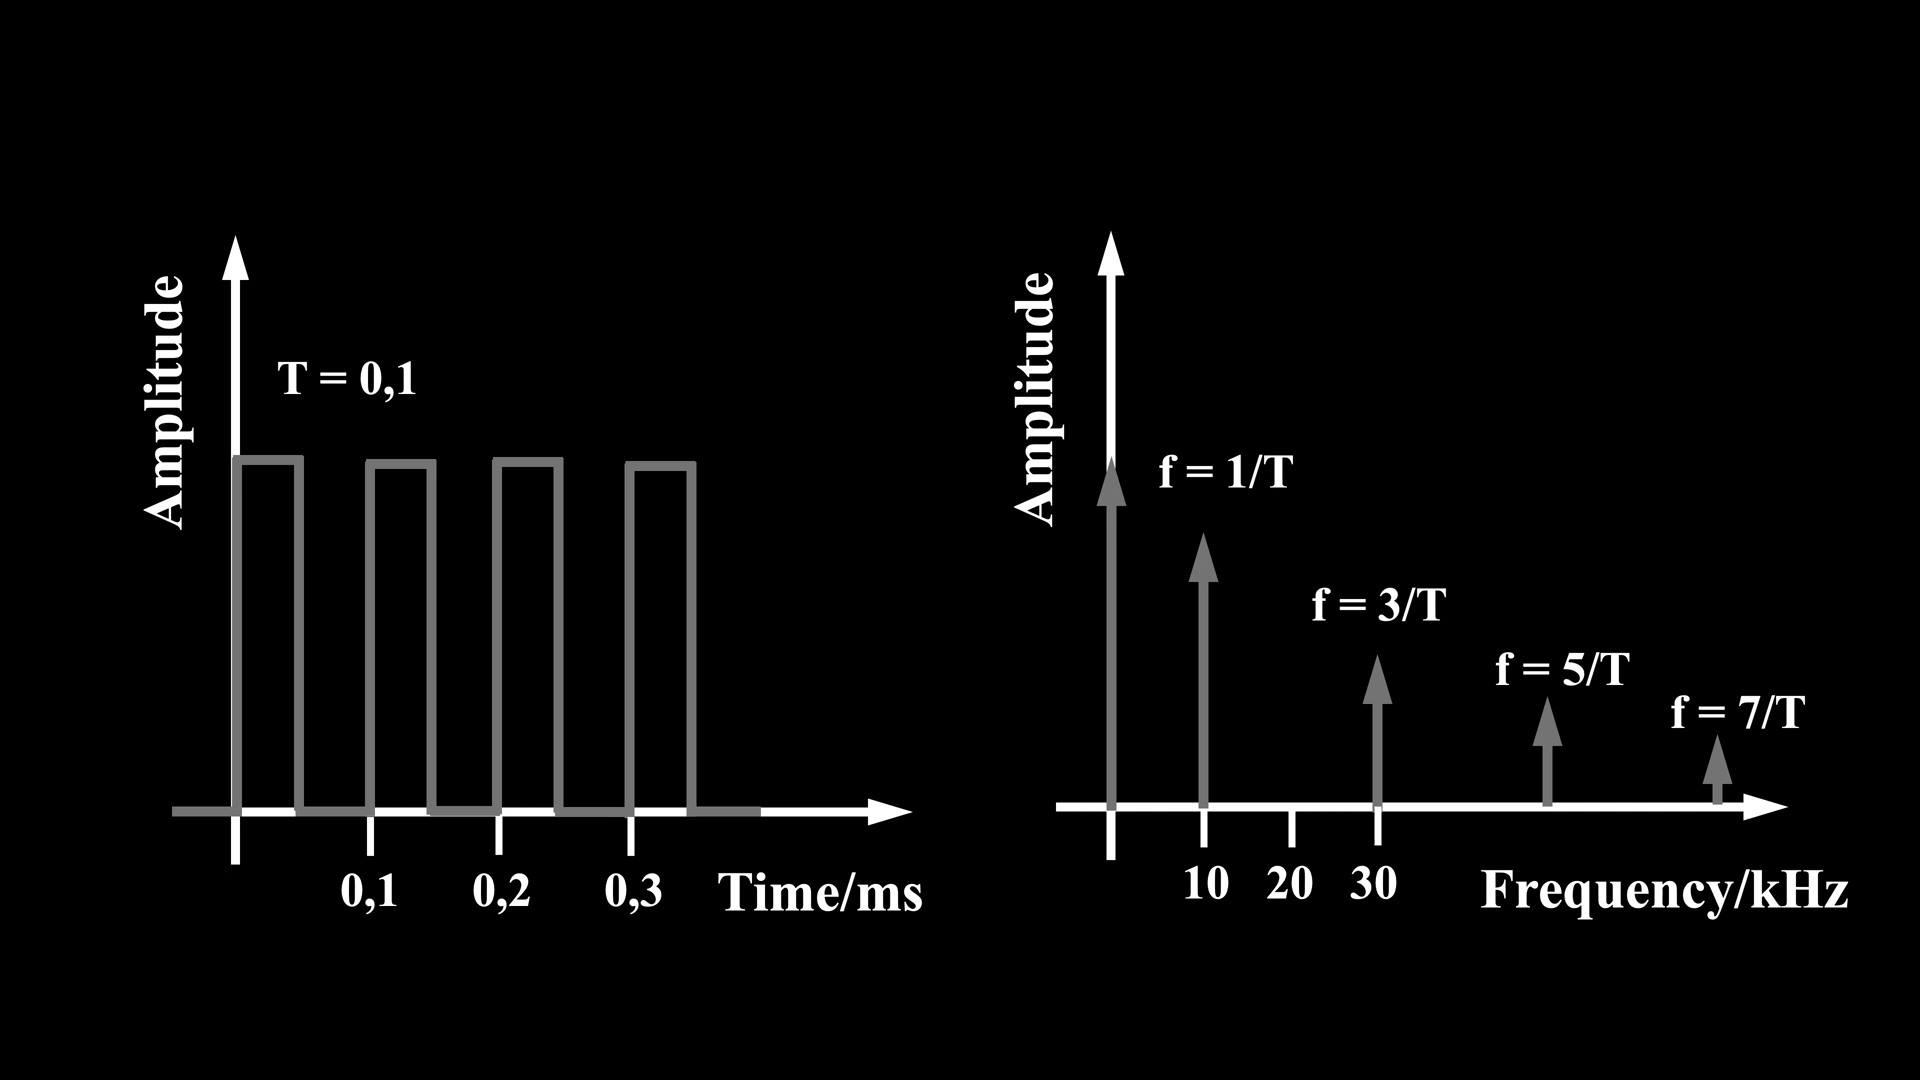 Amplitude
T = 0,1
0,1
0,2
0,3
Time/ms
Amplitude
f = 1/T
f = 3/T
f = 5/T
f = 7/T
10
20
30
Frequency/kHz